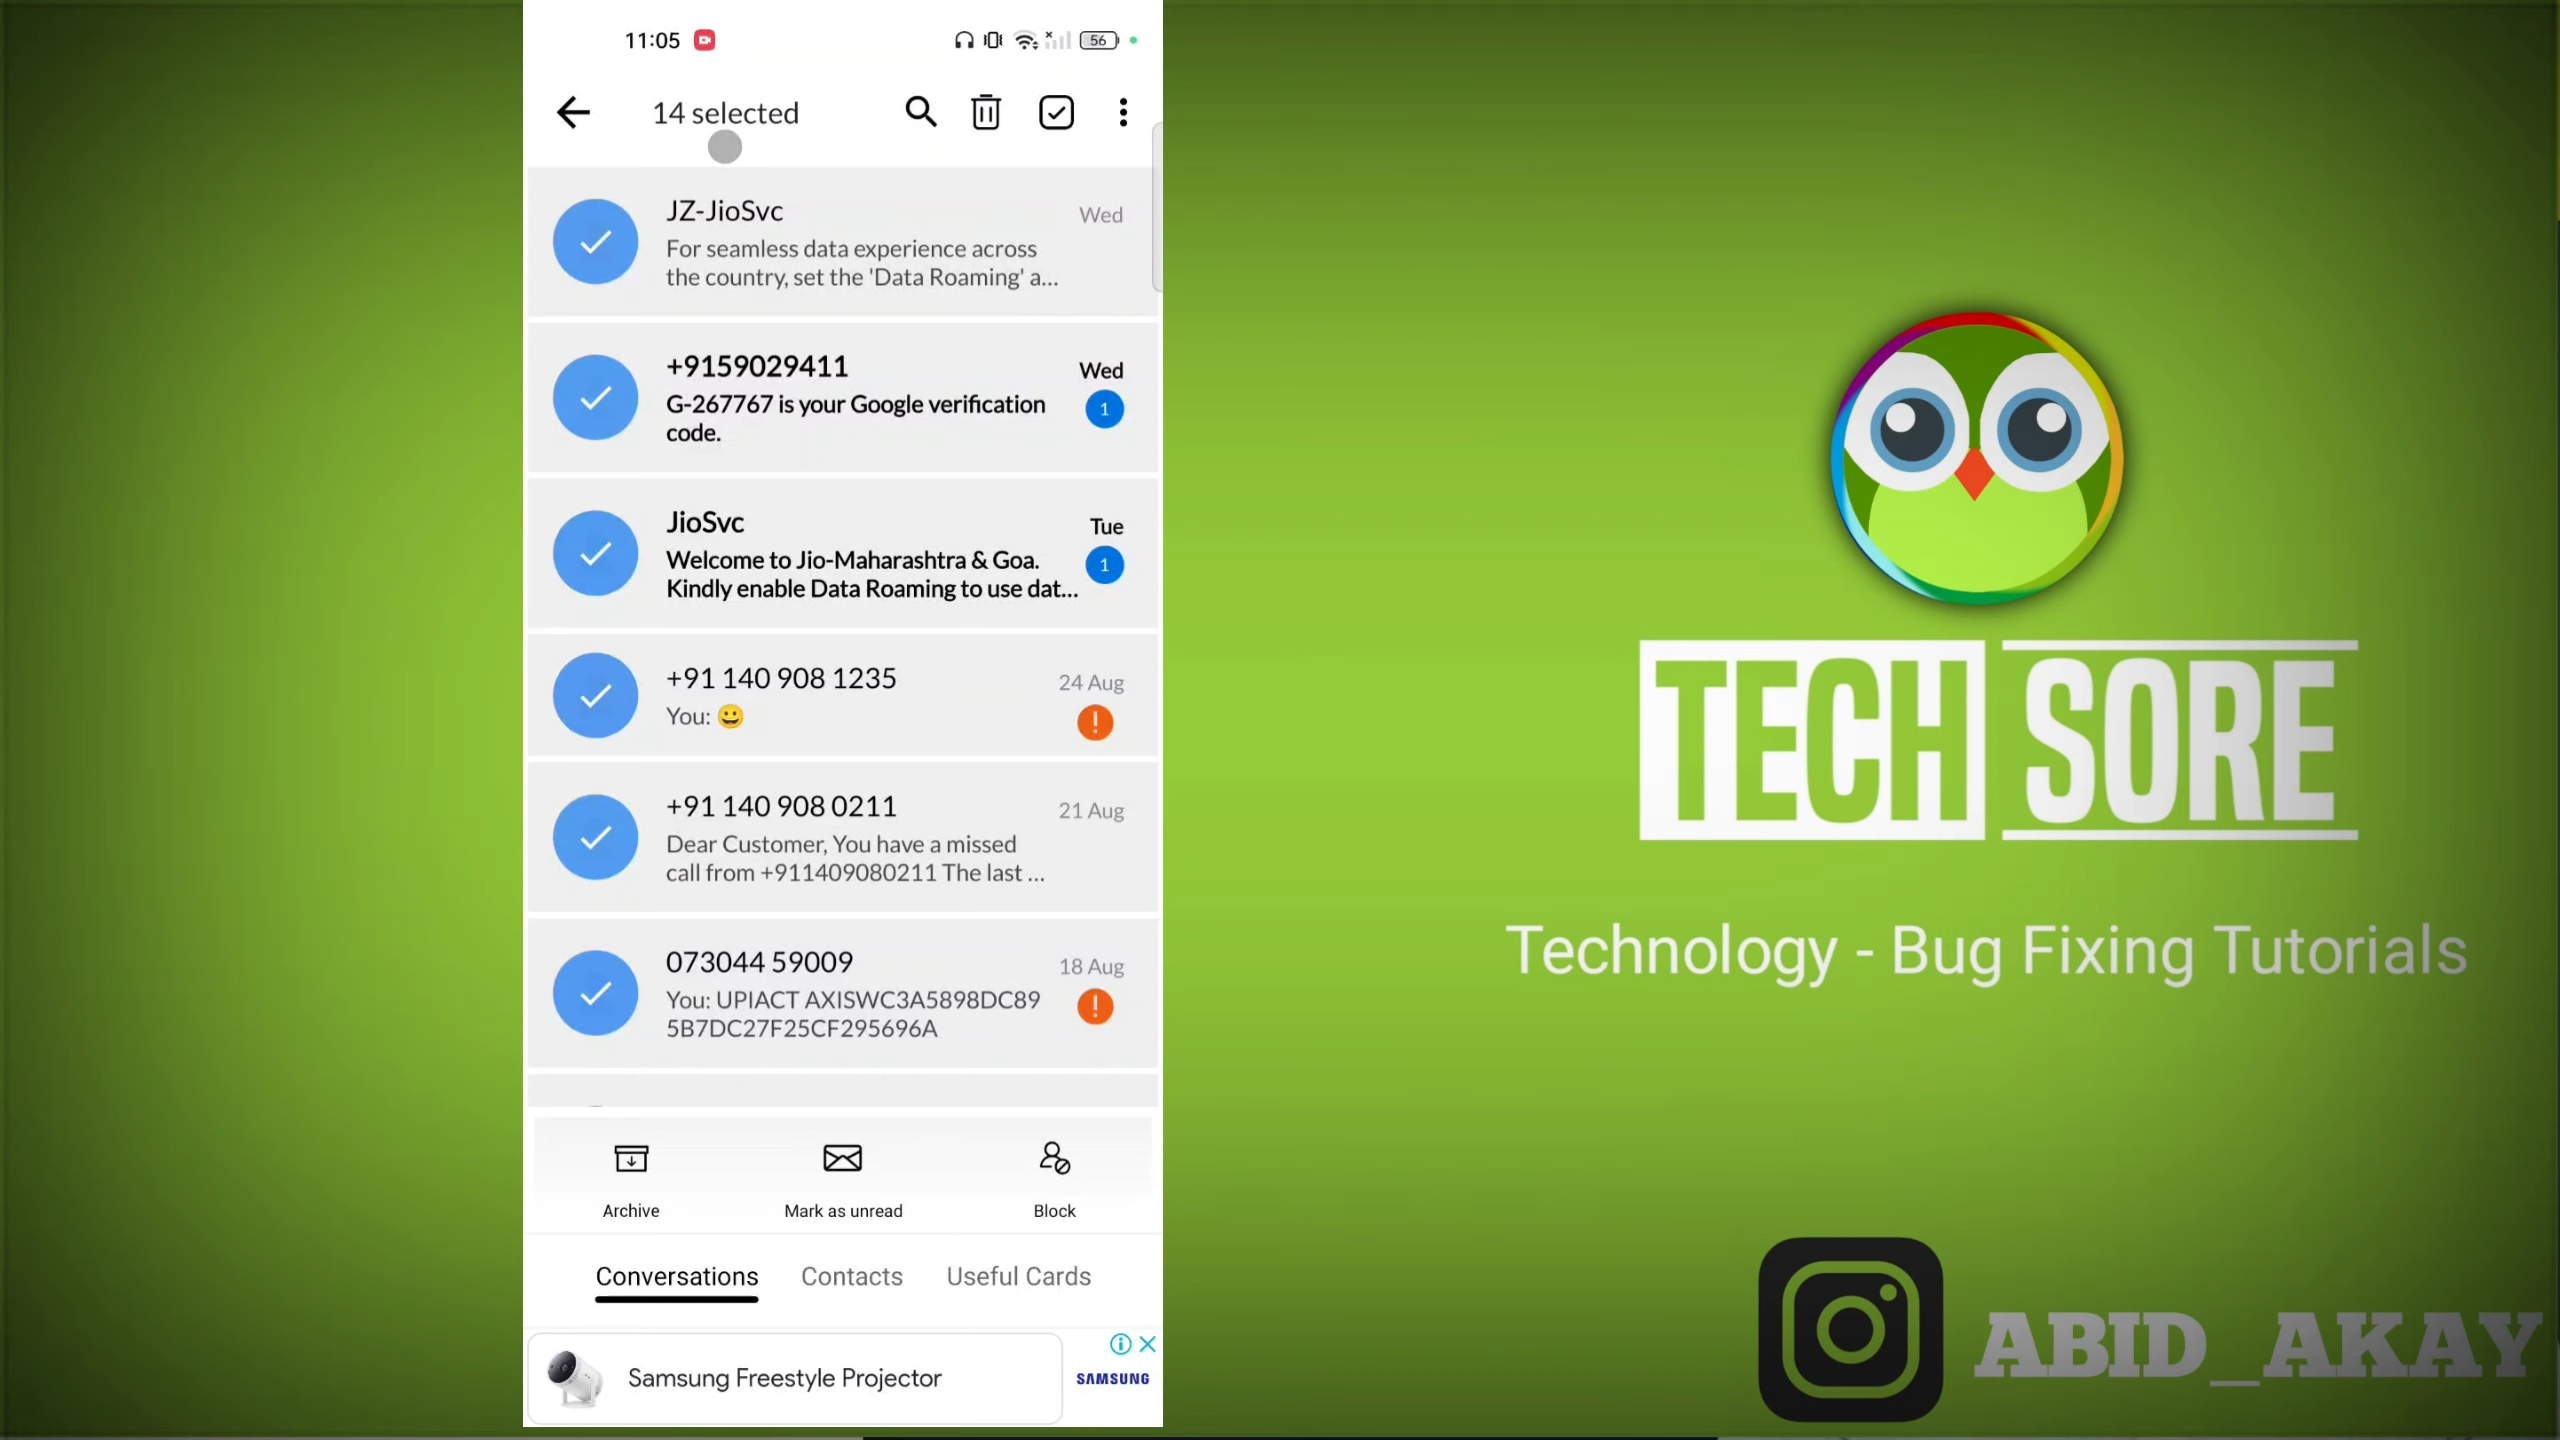 11:05
56
14 selected
JZ-JioSvc
Wed
For seamless data experience across
the country, set the 'Data Roaming' a...
+9159029411
Wed
G-267767 is your Google verification
code.
1
JioSvc
Tue
Welcome to Jio-Maharashtra & Goa.
Kindly enable Data Roaming to use dat...
1
+91 140 908 1235
24 Aug
You: 😀
!
+91 140 908 0211
21 Aug
Dear Customer, You have a missed
call from +911409080211 The last ...
073044 59009
18 Aug
You: UPIACT AXISWC3A5898DC89
5B7DC27F25CF295696A
!
Archive
Mark as unread
Block
Conversations
Contacts
Useful Cards
Samsung Freestyle Projector
SAMSUNG
TECH SORE
Technology - Bug Fixing Tutorials
ABID_AKAY